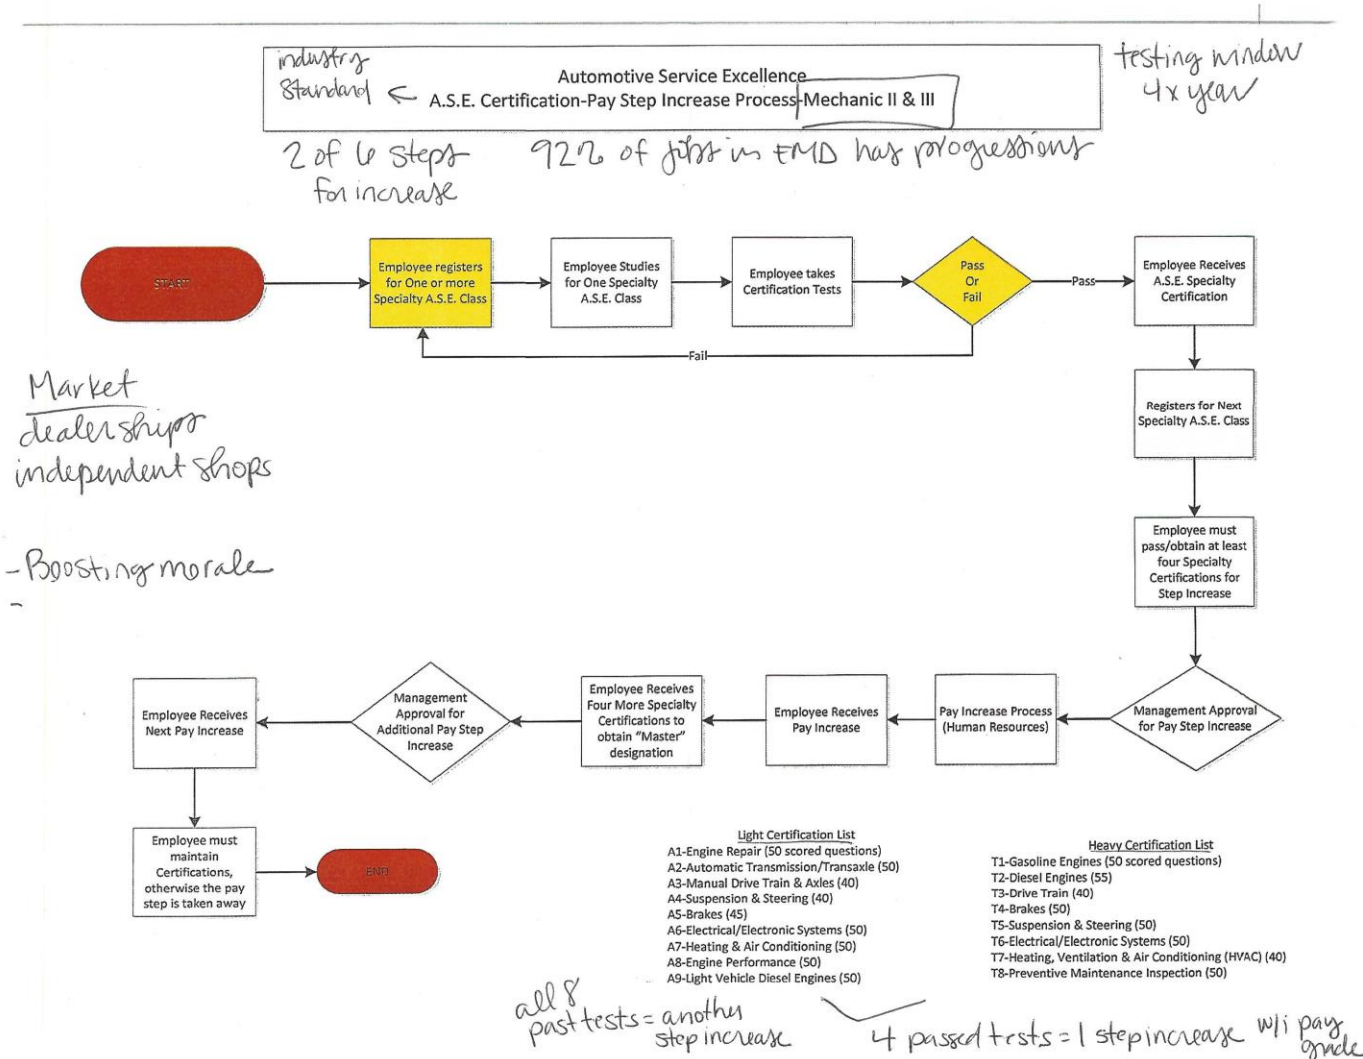 industry
standard ←
Automotive Service Excellence
A.S.E. Certification-Pay Step Increase Process-Mechanic II & III
testing window
4x year
2 of 6 steps
for increase
92% of jobs in EMD has progressions
START
Employee registers
for One or more
Specialty A.S.E. Class
Employee Studies
for One Specialty
A.S.E. Class
Employee takes
Certification Tests
Pass
Or
Fail
Pass
Fail
Employee Receives
A.S.E. Specialty
Certification
Registers for Next
Specialty A.S.E. Class
Employee must
pass/obtain at least
four Specialty
Certifications for
Step Increase
Market
dealerships
independent shops
- Boosting morale
-
Management Approval
for Pay Step Increase
Pay Increase Process
(Human Resources)
Employee Receives
Pay Increase
Employee Receives
Four More Specialty
Certifications to
obtain "Master"
designation
Management
Approval for
Additional Pay Step
Increase
Employee Receives
Next Pay Increase
Employee must
maintain
Certifications,
otherwise the pay
step is taken away
END
Light Certification List
A1-Engine Repair (50 scored questions)
A2-Automatic Transmission/Transaxle (50)
A3-Manual Drive Train & Axles (40)
A4-Suspension & Steering (40)
A5-Brakes (45)
A6-Electrical/Electronic Systems (50)
A7-Heating & Air Conditioning (50)
A8-Engine Performance (50)
A9-Light Vehicle Diesel Engines (50)
Heavy Certification List
T1-Gasoline Engines (50 scored questions)
T2-Diesel Engines (55)
T3-Drive Train (40)
T4-Brakes (50)
T5-Suspension & Steering (50)
T6-Electrical/Electronic Systems (50)
T7-Heating, Ventilation & Air Conditioning (HVAC) (40)
T8-Preventive Maintenance Inspection (50)
all 8
past tests = another
step increase
4 passed tests = 1 step increase w/i pay
grade